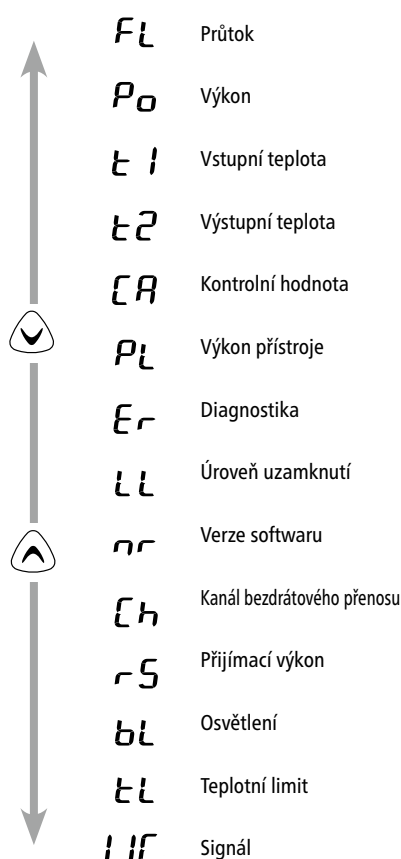 FL Průtok
Po Výkon
t1 Vstupní teplota
t2 Výstupní teplota
CA Kontrolní hodnota
PL Výkon přístroje
Er Diagnostika
LL Úroveň uzamknutí
nr Verze softwaru
Ch Kanál bezdrátového přenosu
rS Přijímací výkon
bL Osvětlení
tL Teplotní limit
Signál